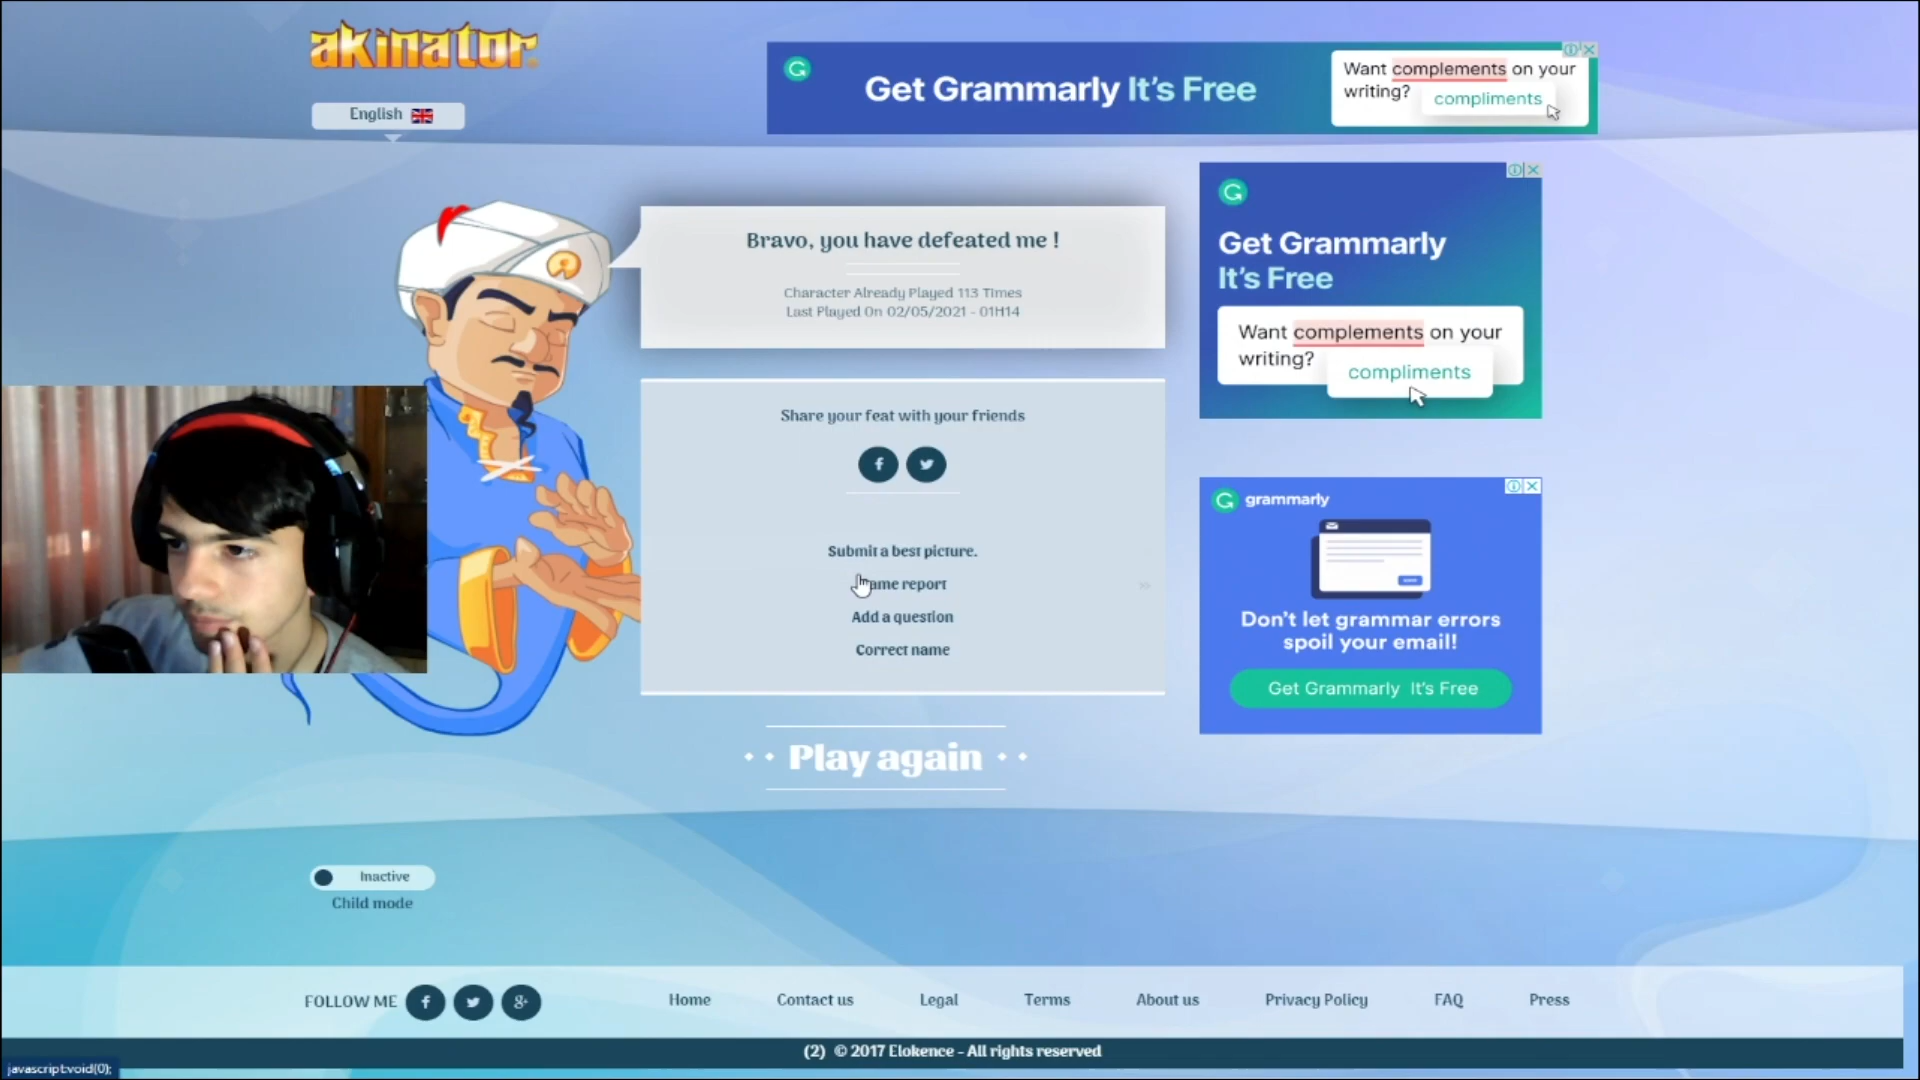 akinator
English
Get Grammarly It's Free
Want complements on your
writing? compliments
Bravo, you have defeated me !
Character Already Played 113 Times
Last Played On 02/05/2021 - 01H14
Get Grammarly
It's Free
Want complements on your
writing?
compliments
Share your feat with your friends
Submit a best picture.
ame report
Add a question
Correct name
grammarly
Don't let grammar errors
spoil your email!
Get Grammarly It's Free
Play again
Inactive
Child mode
FOLLOW ME
Home Contact us Legal Terms About us Privacy Policy FAQ Press
(2) © 2017 Elokence - All rights reserved
javascript:void(0);